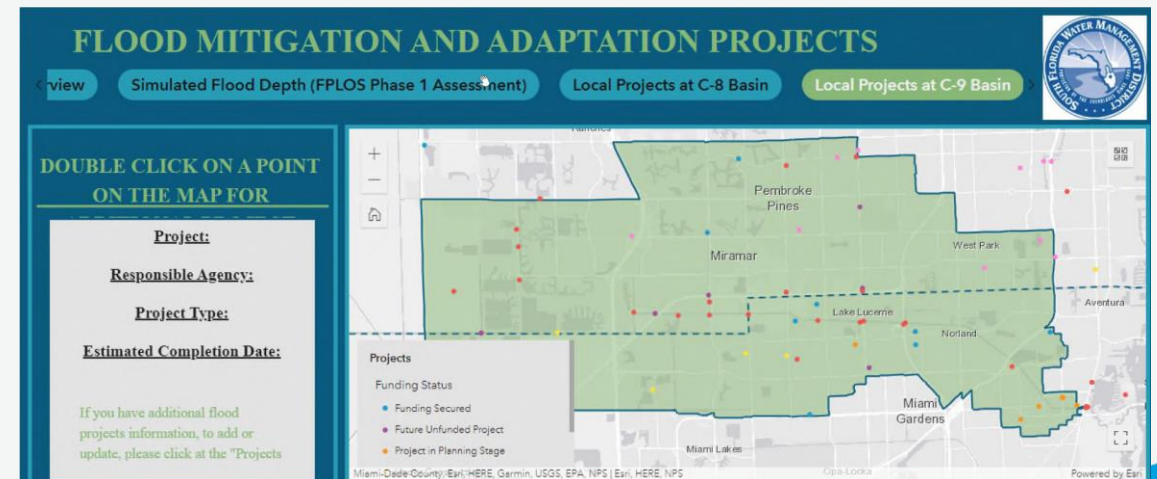 FLOOD MITIGATION AND ADAPTATION PROJECTS
view
Simulated Flood Depth (FPLOS Phase 1 Assessment)
Local Projects at C-8 Basin
Local Projects at C-9 Basin
SOUTH FLORIDA WATER MANAGEMENT DISTRICT
DOUBLE CLICK ON A POINT
ON THE MAP FOR
Project:
Responsible Agency:
Project Type:
Estimated Completion Date:
If you have additional flood
projects information, to add or
update, please click at the "Projects
Pembroke
Pines
Miramar
West Park
Aventura
Lake Lucerne
Norland
Miami
Gardens
Miami Lakes
Opa-Locka
Projects
Funding Status
Funding Secured
Future Unfunded Project
Project in Planning Stage
Miami-Dade County, Esri, HERE, Garmin, USGS, EPA, NPS | Esri, HERE, NPS
Powered by Esri